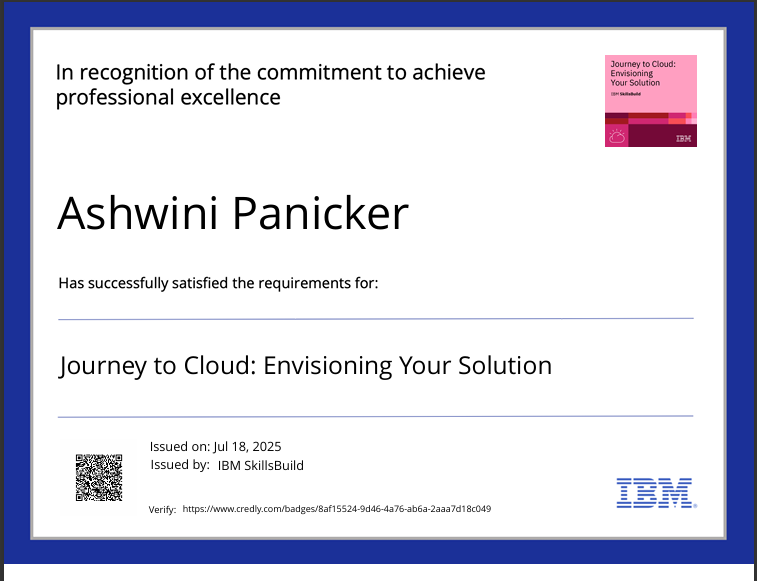 In recognition of the commitment to achieve
professional excellence
Journey to Cloud:
Envisioning
Your Solution
IBM SkillsBuild
IBM
Ashwini Panicker
Has successfully satisfied the requirements for:
Journey to Cloud: Envisioning Your Solution
Issued on: Jul 18, 2025
Issued by: IBM SkillsBuild
Verify: https://www.credly.com/badges/8af15524-9d46-4a76-ab6a-2aaa7d18c049
IBM®